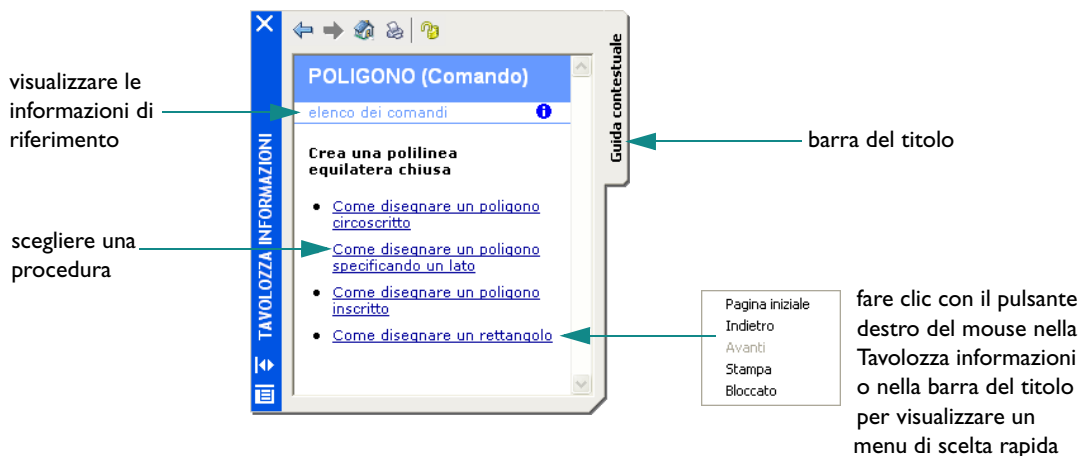 visualizzare le
informazioni di
riferimento
scegliere una
procedura
TAVOLOZZA INFORMAZIONI
POLIGONO (Comando)
elenco dei comandi
Crea una polilinea
equilatera chiusa
• Come disegnare un poligono
circoscritto
• Come disegnare un poligono
specificando un lato
• Come disegnare un poligono
inscritto
• Come disegnare un rettangolo
Guida contestuale
barra del titolo
Pagina iniziale
Indietro
Avanti
Stampa
Bloccato
fare clic con il pulsante
destro del mouse nella
Tavolozza informazioni
o nella barra del titolo
per visualizzare un
menu di scelta rapida